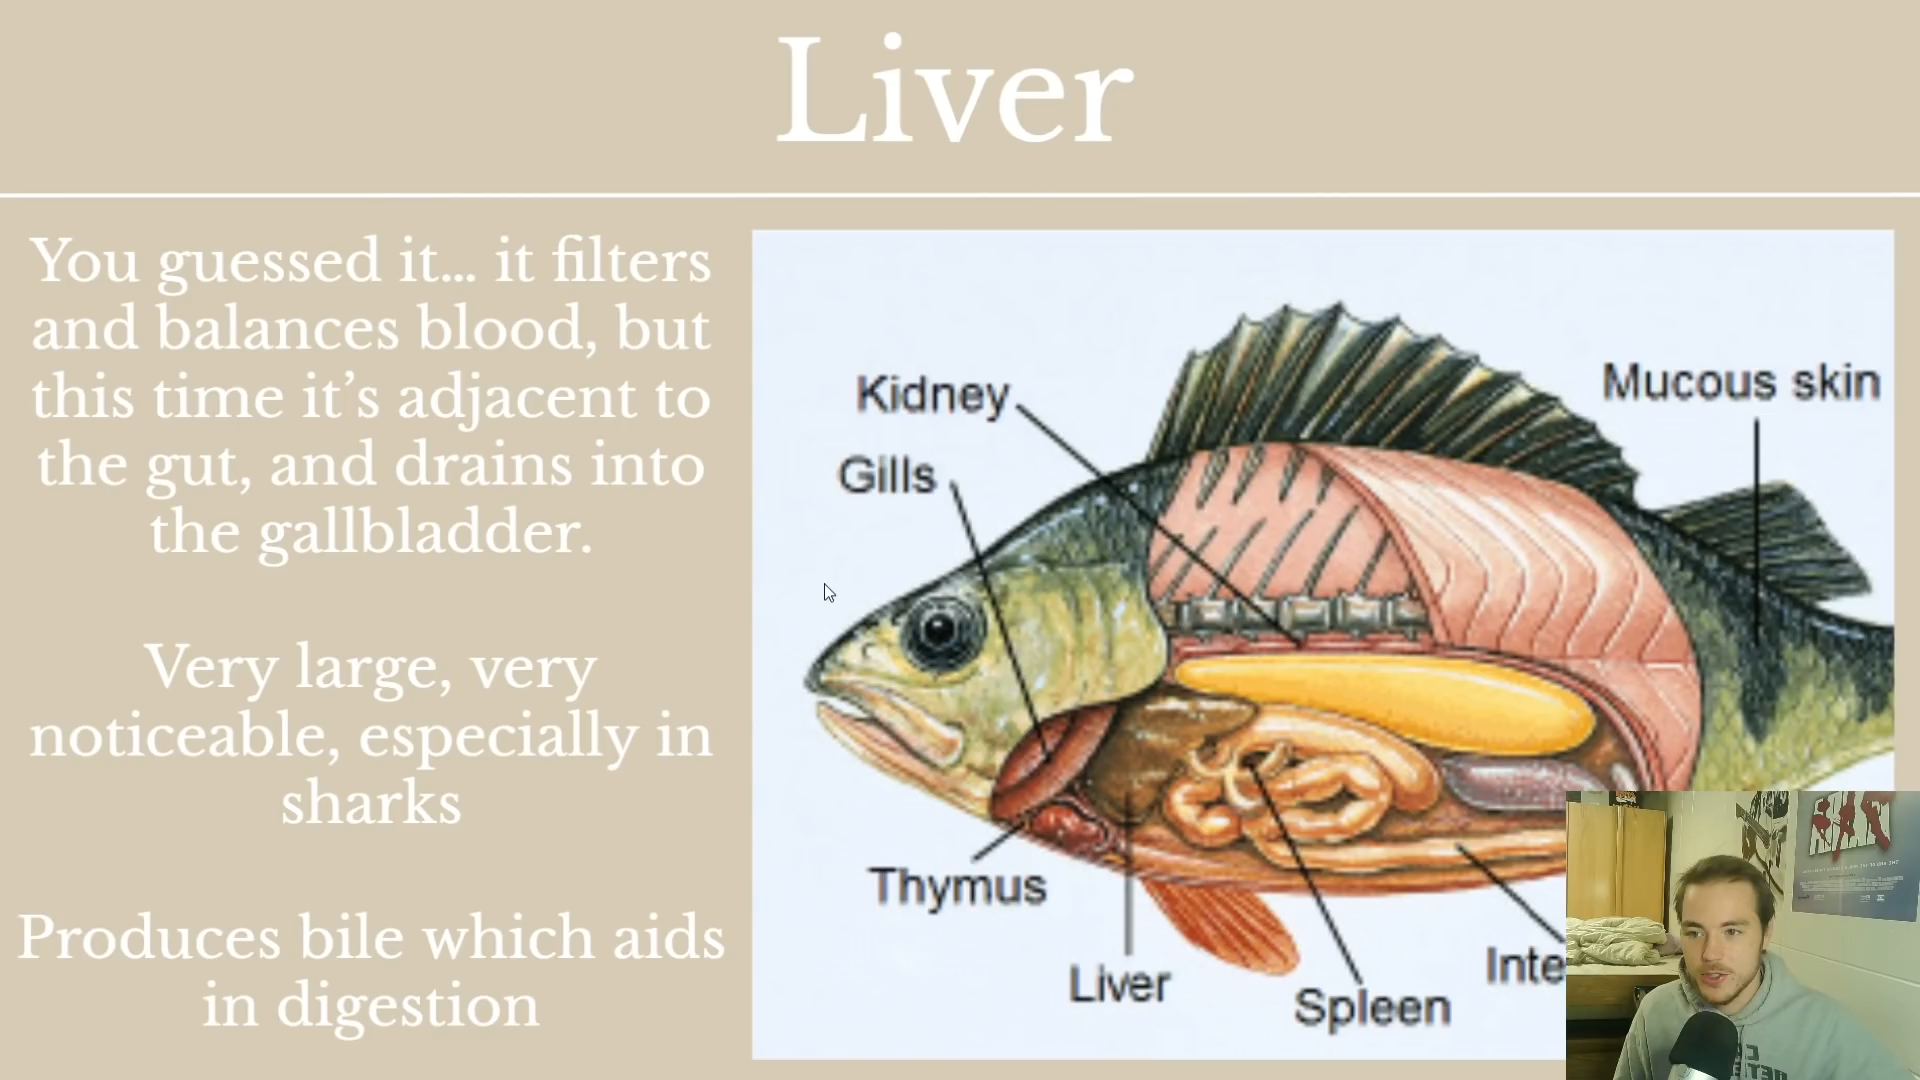 Liver
You guessed it... it filters
and balances blood, but
this time it’s adjacent to
the gut, and drains into
the gallbladder.
Very large, very
noticeable, especially in
sharks
Produces bile which aids
in digestion
Kidney
Mucous skin
Gills
Thymus
Liver
Spleen
Inte